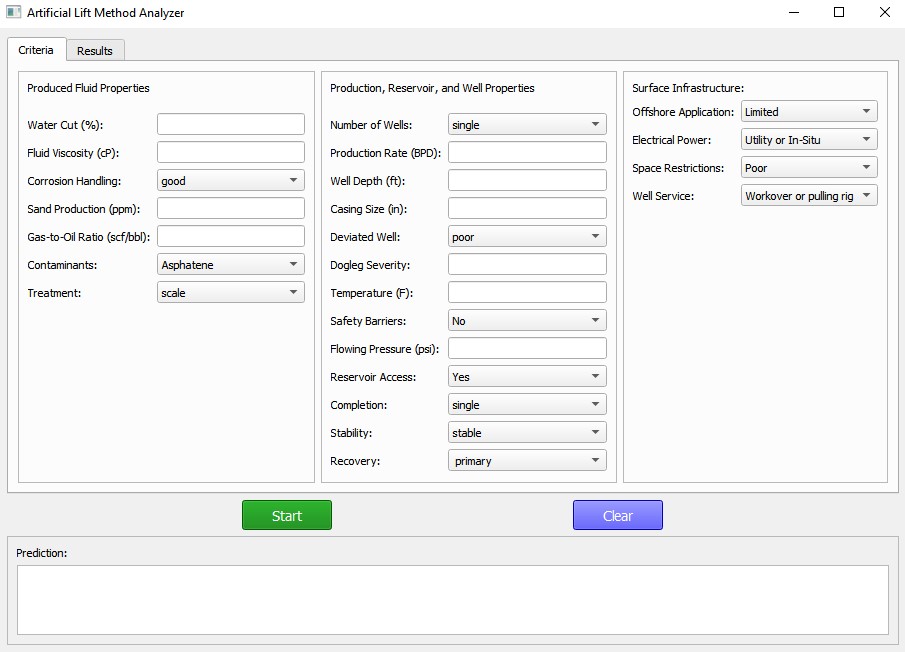 Artificial Lift Method Analyzer
Criteria
Results
Produced Fluid Properties
Water Cut (%):
Fluid Viscosity (cP):
Corrosion Handling: good
Sand Production (ppm):
Gas-to-Oil Ratio (scf/bbl):
Contaminants: Asphatene
Treatment: scale
Production, Reservoir, and Well Properties
Number of Wells: single
Production Rate (BPD):
Well Depth (ft):
Casing Size (in):
Deviated Well: poor
Dogleg Severity:
Temperature (F):
Safety Barriers: No
Flowing Pressure (psi):
Reservoir Access: Yes
Completion: single
Stability: stable
Recovery: primary
Surface Infrastructure:
Offshore Application: Limited
Electrical Power: Utility or In-Situ
Space Restrictions: Poor
Well Service: Workover or pulling rig
Start
Clear
Prediction: